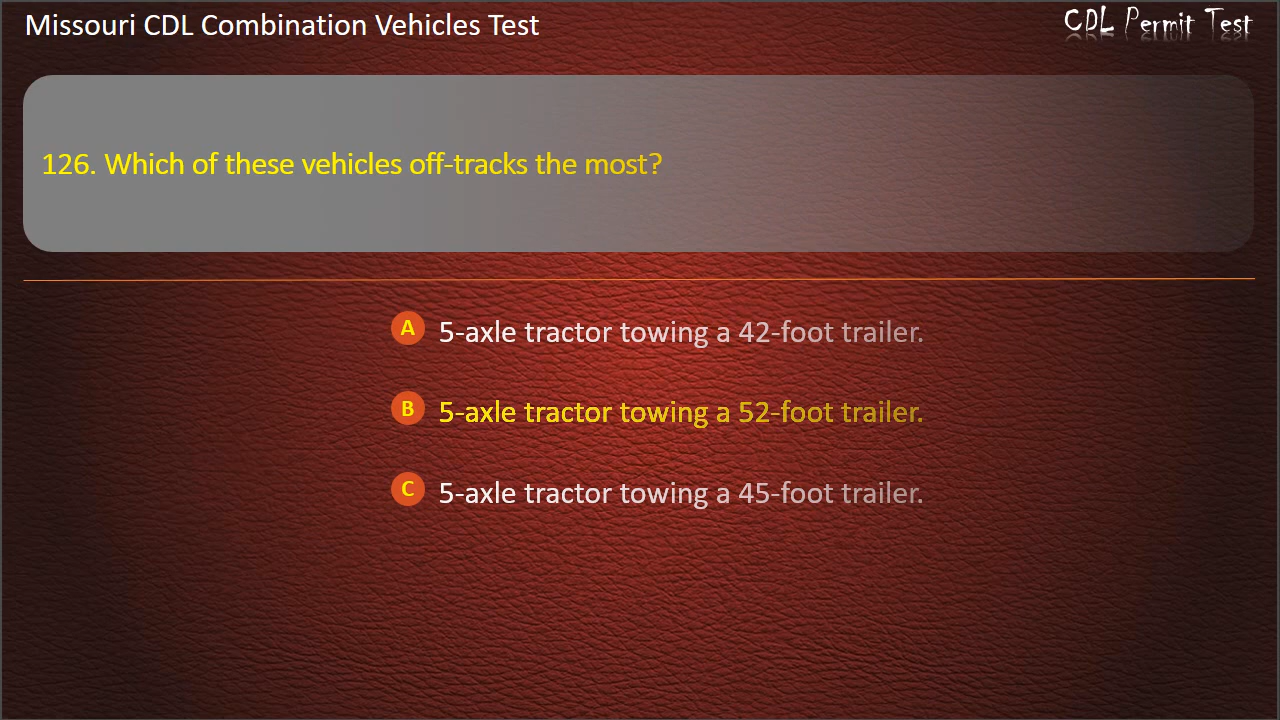 Missouri CDL Combination Vehicles Test
CDL Permit Test
126. Which of these vehicles off-tracks the most?
A 5-axle tractor towing a 42-foot trailer.
B 5-axle tractor towing a 52-foot trailer.
C 5-axle tractor towing a 45-foot trailer.